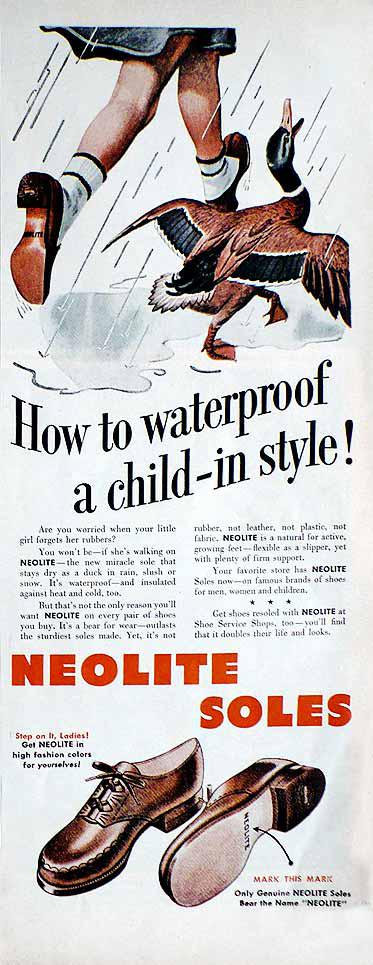 NEOLITE
How to waterproof
a child-in style!
Are you worried when your little
girl forgets her rubbers?
You won't be—if she's walking on
NEOLITE—the new miracle sole that
stays dry as a duck in rain, slush or
snow. It's waterproof—and insulated
against heat and cold, too.
But that's not the only reason you'll
want NEOLITE on every pair of shoes
you buy. It's a bear for wear—outlasts
the sturdiest soles made. Yet, it's not
rubber, not leather, not plastic, not
fabric. NEOLITE is a natural for active,
growing feet—flexible as a slipper, yet
with plenty of firm support.
Your favorite store has NEOLITE
Soles now—on famous brands of shoes
for men, women and children.
★ ★ ★
Get shoes resoled with NEOLITE at
Shoe Service Shops, too—you'll find
that it doubles their life and looks.
NEOLITE
SOLES
Step on It, Ladies!
Get NEOLITE in
high fashion colors
for yourselves!
NEOLITE
MARK THIS MARK
Only Genuine NEOLITE Soles
Bear the Name "NEOLITE"